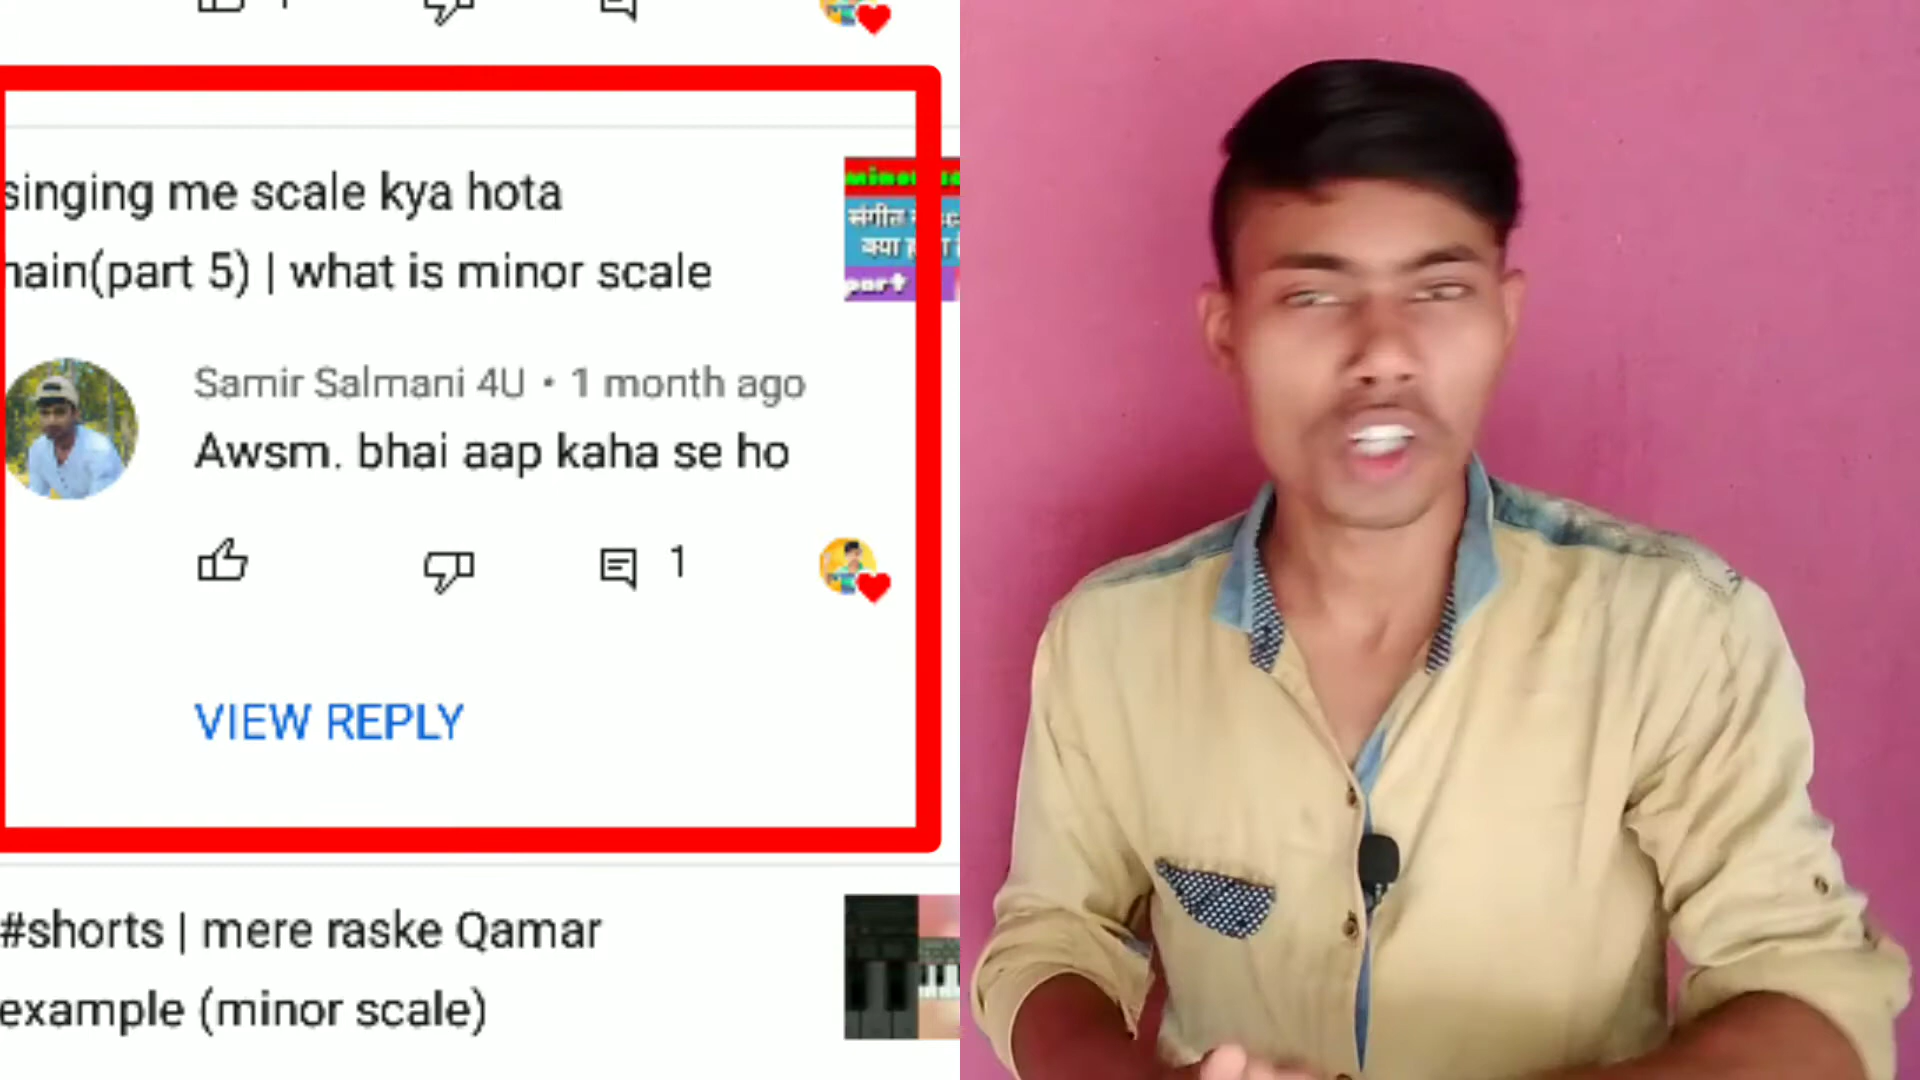 singing me scale kya hota
hain(part 5) | what is minor scale
संगीत
क्या
part
Samir Salmani 4U • 1 month ago
Awsm. bhai aap kaha se ho
1
VIEW REPLY
#shorts | mere raske Qamar
example (minor scale)